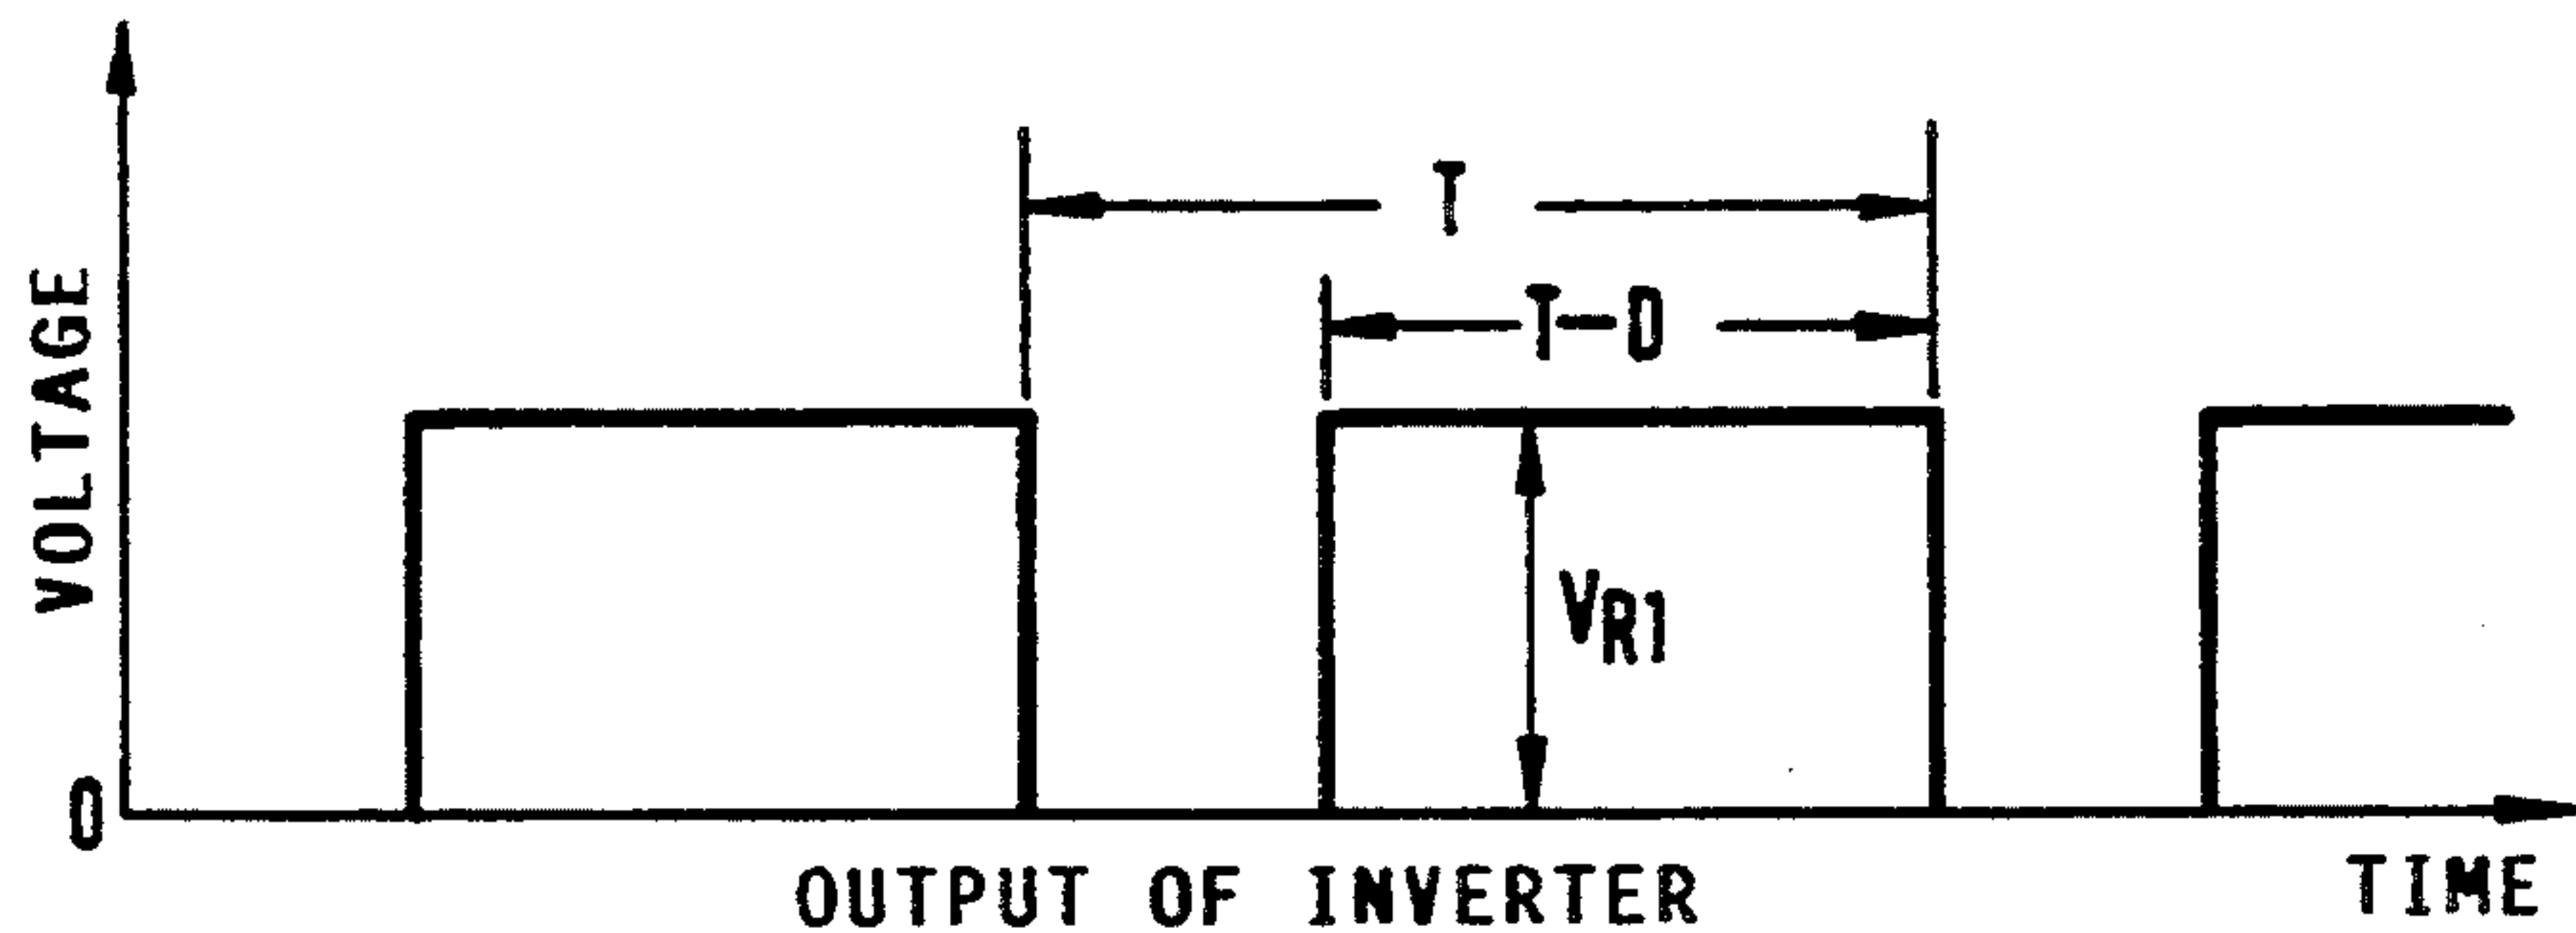 T
T-D
VOLTAGE
VR1
0
OUTPUT OF INVERTER
TIME